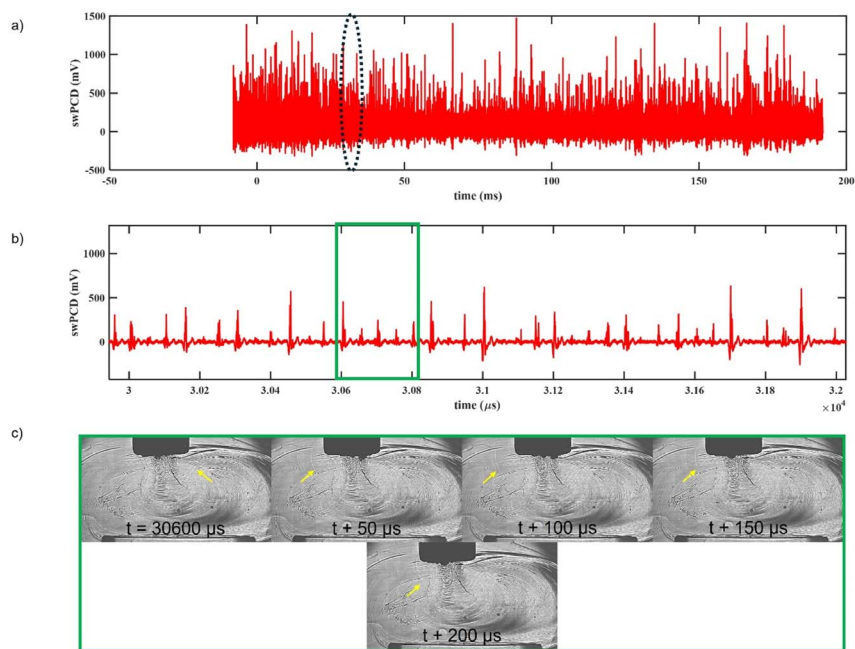 a)
swPCD (mV)
1500
1000
500
0
-500
-50
0
50
100
150
200
time (ms)
b)
swPCD (mV)
1000
500
0
3
3.02
3.04
3.06
3.08
3.1
3.12
3.14
3.16
3.18
3.2
time (μs)
×10⁴
c)
t = 30600 μs
t + 50 μs
t + 100 μs
t + 150 μs
t + 200 μs